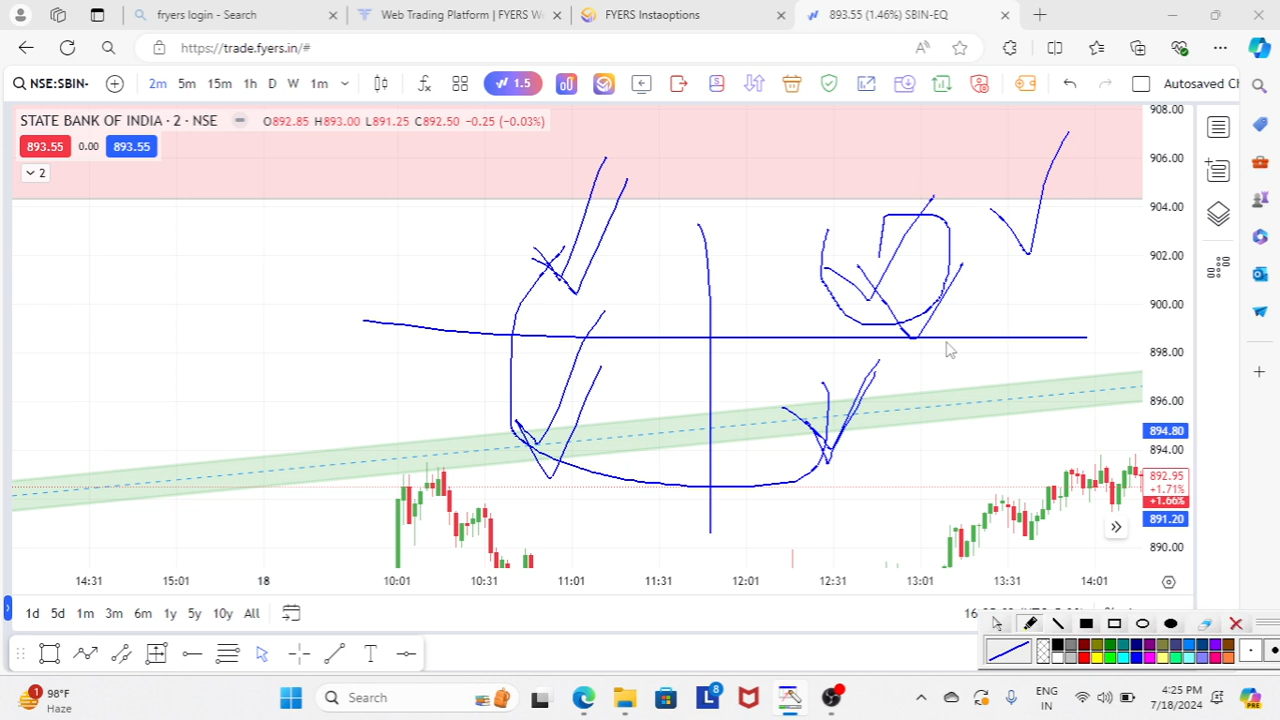 fryers login - Search
Web Trading Platform | FYERS W
FYERS Instaoptions
893.55 (1.46%) SBIN-EQ
https://trade.fyers.in/#
NSE:SBIN-
2m 5m 15m 1h D W 1m
1.5
Autosaved Ch
STATE BANK OF INDIA · 2 · NSE
O892.85 H893.00 L891.25 C892.50 -0.25 (-0.03%)
893.55 0.00 893.55
2
908.00
906.00
904.00
902.00
900.00
898.00
896.00
894.80
894.00
892.95
+1.71%
+1.66%
891.20
890.00
14:31 15:01 18 10:01 10:31 11:01 11:31 12:01 12:31 13:01 13:31 14:01
1d 5d 1m 3m 6m 1y 5y 10y All
1 98°F
Haze
Search
8
ENG
IN
4:25 PM
7/18/2024
PRE